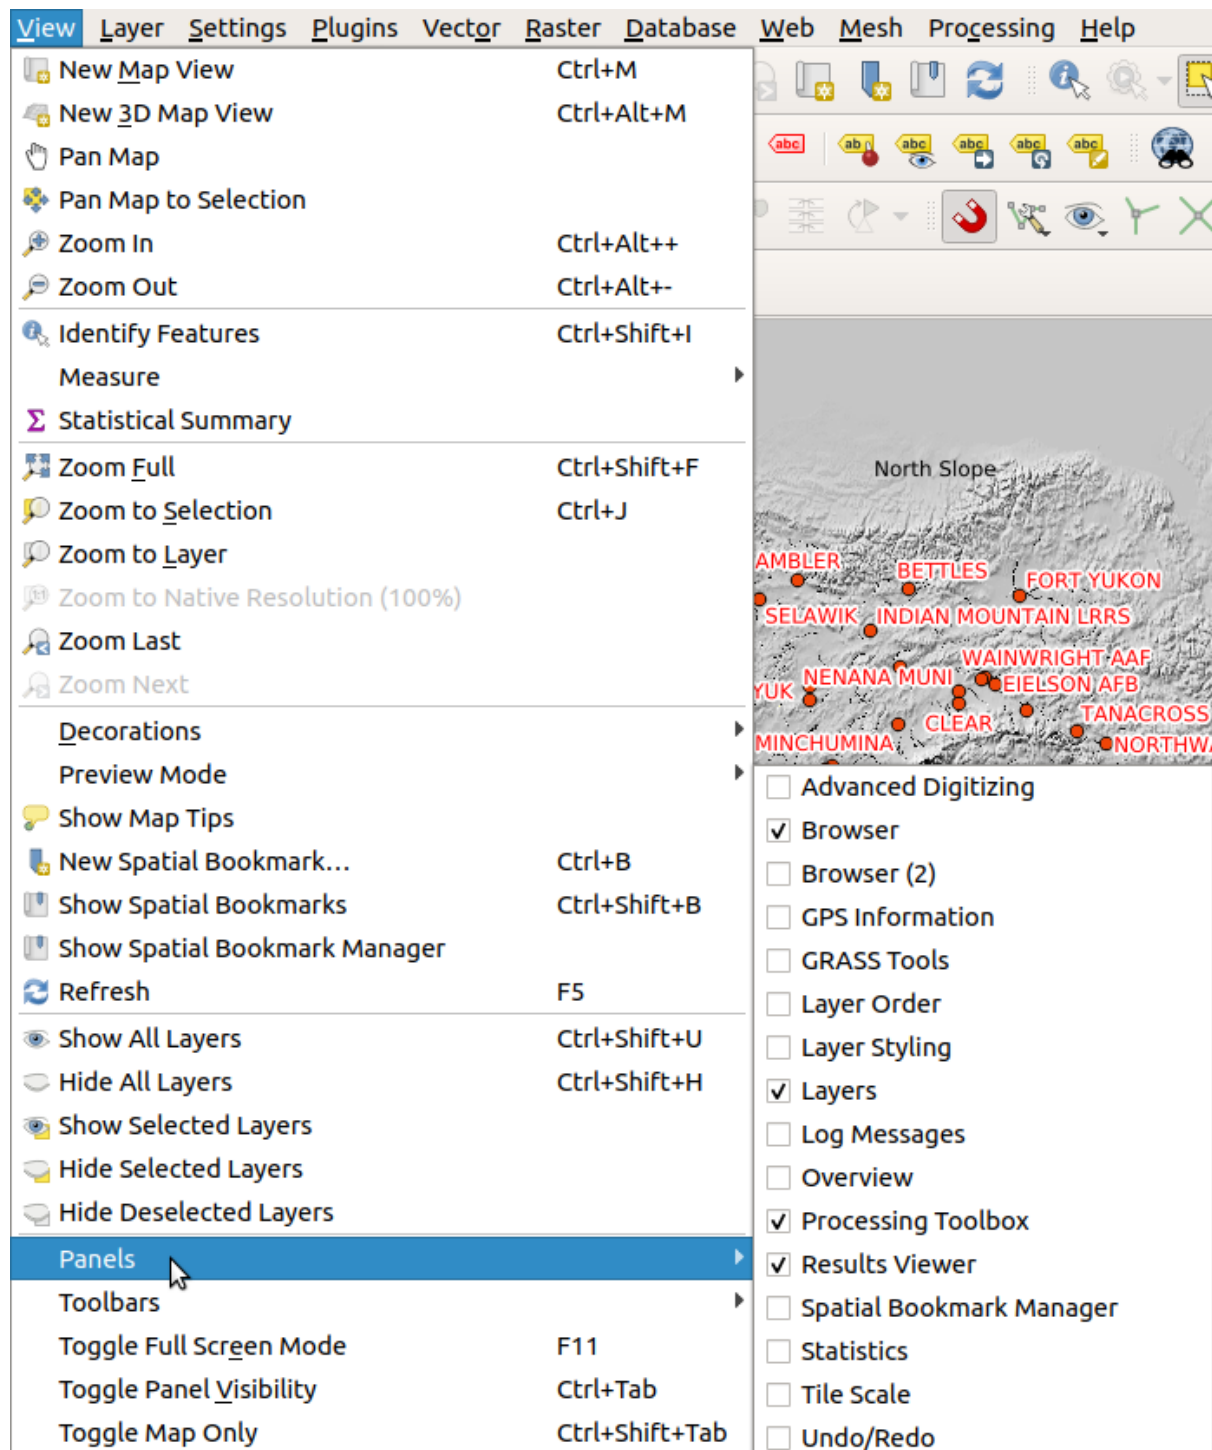 View Layer Settings Plugins Vector Raster Database Web Mesh Processing Help
New Map View Ctrl+M
New 3D Map View Ctrl+Alt+M
Pan Map
Pan Map to Selection
Zoom In Ctrl+Alt++
Zoom Out Ctrl+Alt+-
Identify Features Ctrl+Shift+I
Measure
Statistical Summary
Zoom Full Ctrl+Shift+F
Zoom to Selection Ctrl+J
Zoom to Layer
Zoom to Native Resolution (100%)
Zoom Last
Zoom Next
Decorations
Preview Mode
Show Map Tips
New Spatial Bookmark... Ctrl+B
Show Spatial Bookmarks Ctrl+Shift+B
Show Spatial Bookmark Manager
Refresh F5
Show All Layers Ctrl+Shift+U
Hide All Layers Ctrl+Shift+H
Show Selected Layers
Hide Selected Layers
Hide Deselected Layers
Panels
Toolbars
Toggle Full Screen Mode F11
Toggle Panel Visibility Ctrl+Tab
Toggle Map Only Ctrl+Shift+Tab
abc ab abc abc abc abc
North Slope
AMBLER
BETTLES
FORT YUKON
SELAWIK
INDIAN MOUNTAIN LRRS
WAINWRIGHT AAF
NENANA MUNI
EIELSON AFB
YUK
CLEAR
TANACROSS
MINCHUMINA
NORTHWA
Advanced Digitizing
Browser
Browser (2)
GPS Information
GRASS Tools
Layer Order
Layer Styling
Layers
Log Messages
Overview
Processing Toolbox
Results Viewer
Spatial Bookmark Manager
Statistics
Tile Scale
Undo/Redo